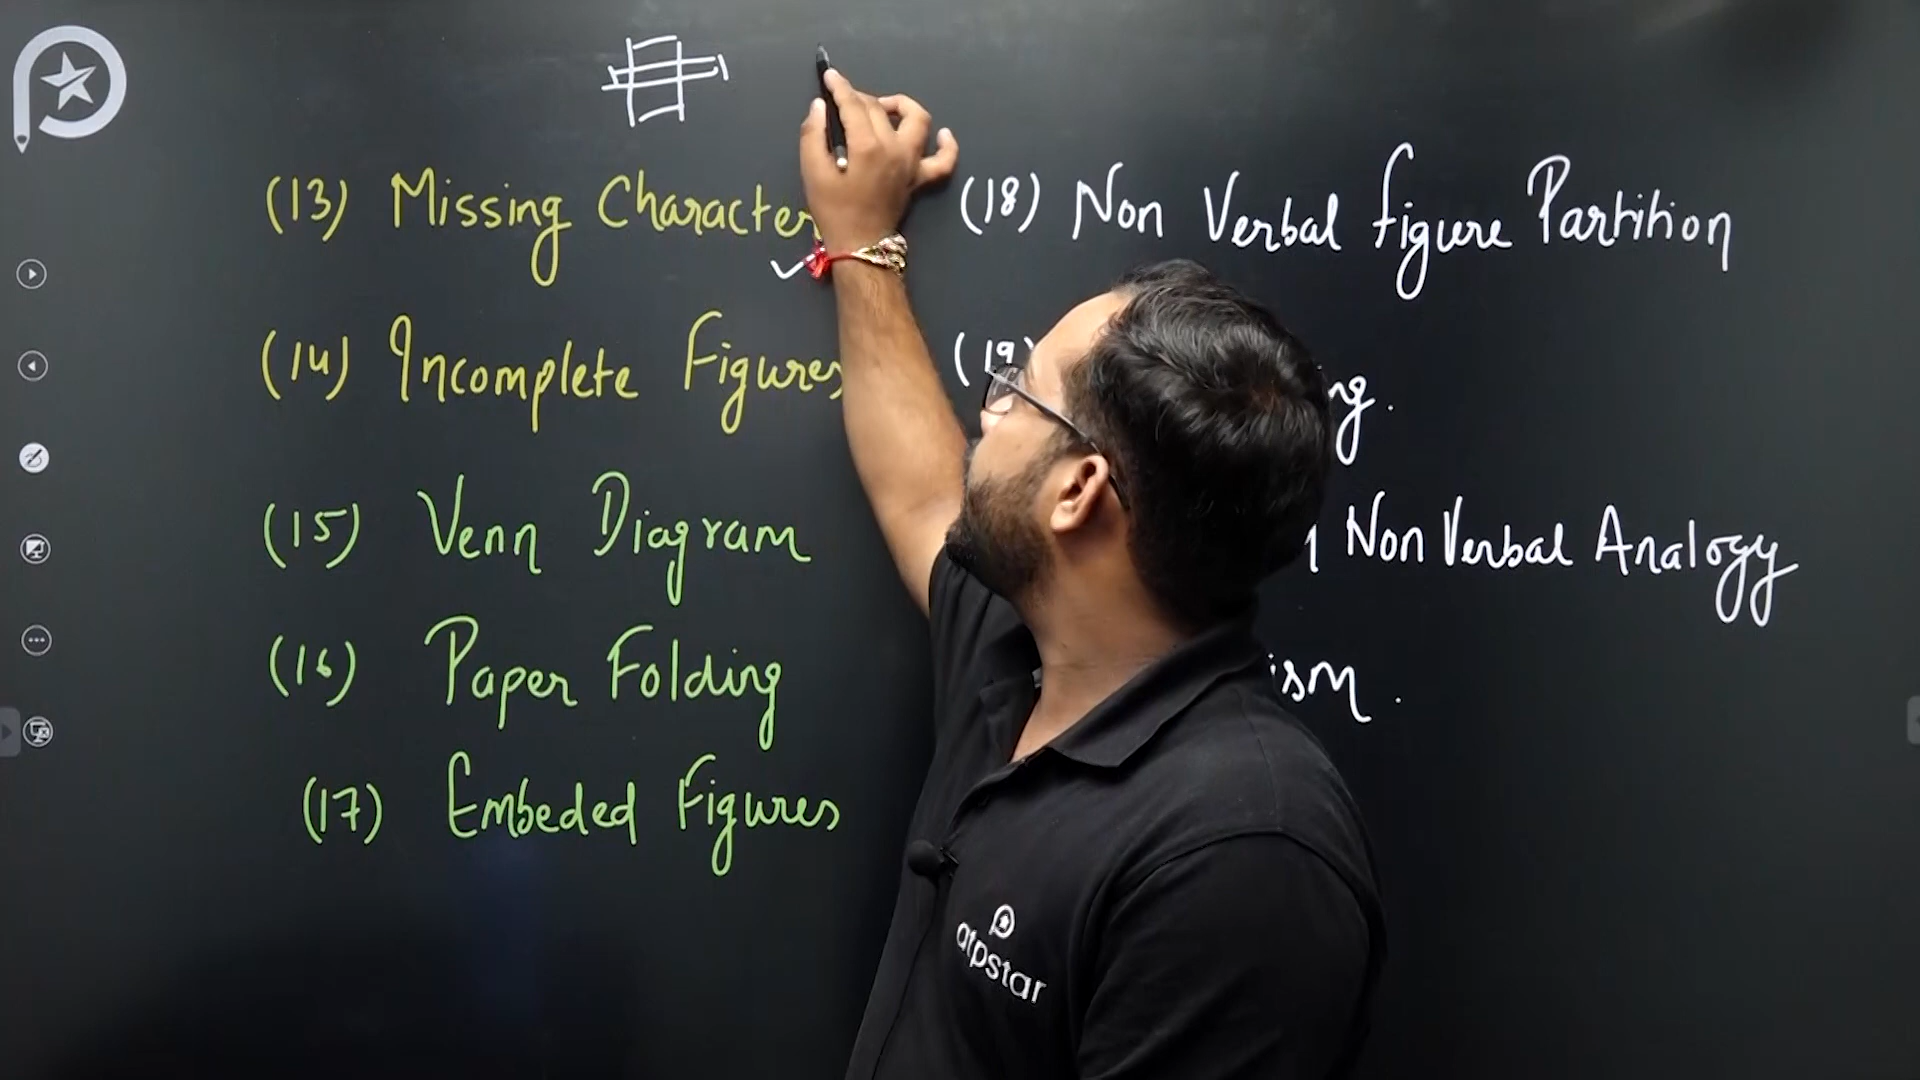 (13) Missing Character
(14) Incomplete Figures
(15) Venn Diagram
(16) Paper Folding
(17) Embeded Figures
(18) Non Verbal Figure Partition
(19)
Non Verbal Analogy
atpstar